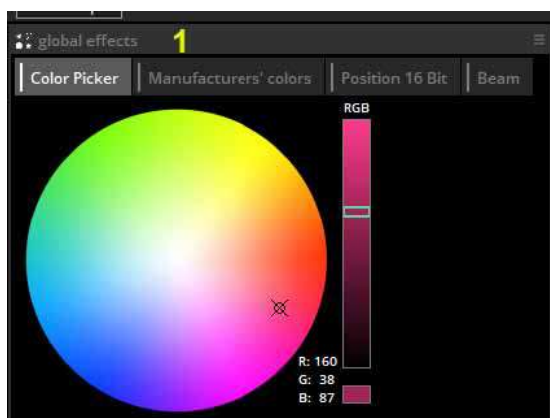 global effects 1
Color Picker Manufacturers' colors Position 16 Bit Beam
RGB
R: 160
G: 38
B: 87